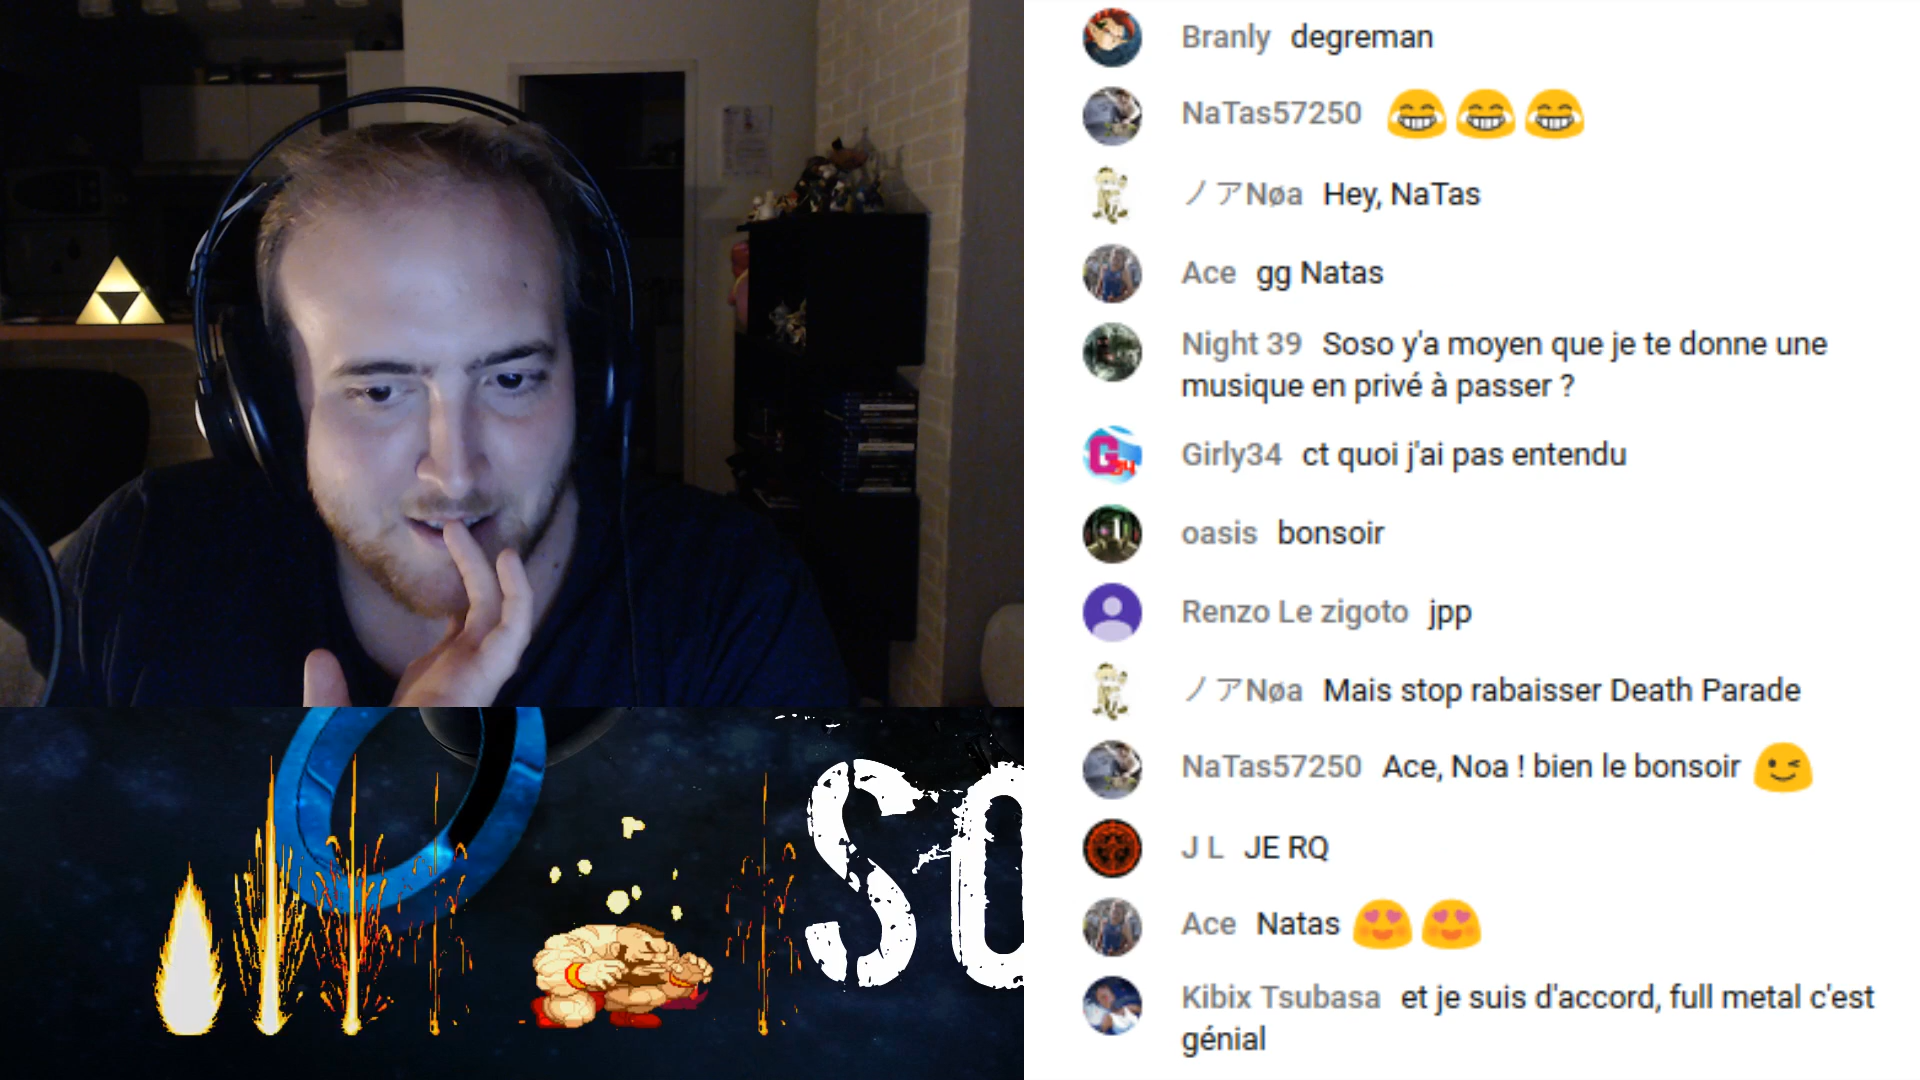 Branly degreman
NaTas57250 😂😂😂
ノアNøa Hey, NaTas
Ace gg Natas
Night 39 Soso y'a moyen que je te donne une
musique en privé à passer ?
Girly34 ct quoi j'ai pas entendu
oasis bonsoir
Renzo Le zigoto jpp
ノアNøa Mais stop rabaisser Death Parade
NaTas57250 Ace, Noa ! bien le bonsoir 😉
J L JE RQ
Ace Natas 😍😍
Kibix Tsubasa et je suis d'accord, full metal c'est
génial
SO